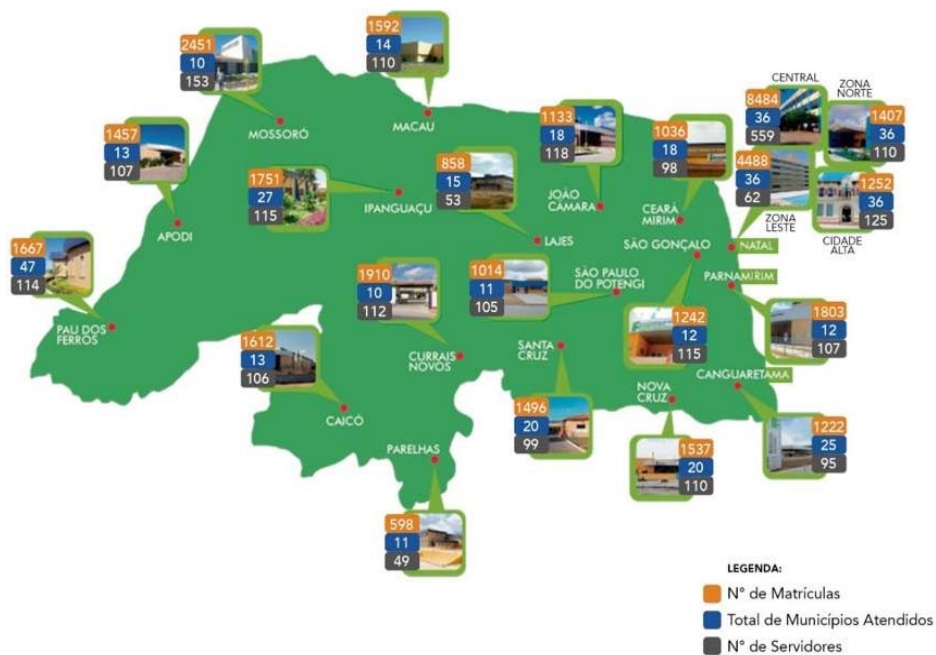 2451
10
153
MOSSORÓ
1592
14
110
MACAU
CENTRAL
8484
36
559
ZONA
NORTE
1407
36
110
1457
13
107
APODI
1751
27
115
IPANGUAÇU
858
15
53
LAJES
1133
18
118
JOÃO
CÂMARA
1036
18
98
CEARÁ
MIRIM
4488
36
62
ZONA
LESTE
1252
36
125
CIDADE
ALTA
NATAL
SÃO GONÇALO
1242
12
115
PARNAMIRIM
1803
12
107
1667
47
114
PAU DOS
FERROS
1910
10
112
CURRAIS
NOVOS
1014
11
105
SÃO PAULO
DO POTENGI
1612
13
106
CAICÓ
SANTA
CRUZ
1496
20
99
NOVA
CRUZ
1537
20
110
CANGUARETAMA
1222
25
95
PARELHAS
598
11
49
LEGENDA:
N° de Matrículas
Total de Municípios Atendidos
N° de Servidores